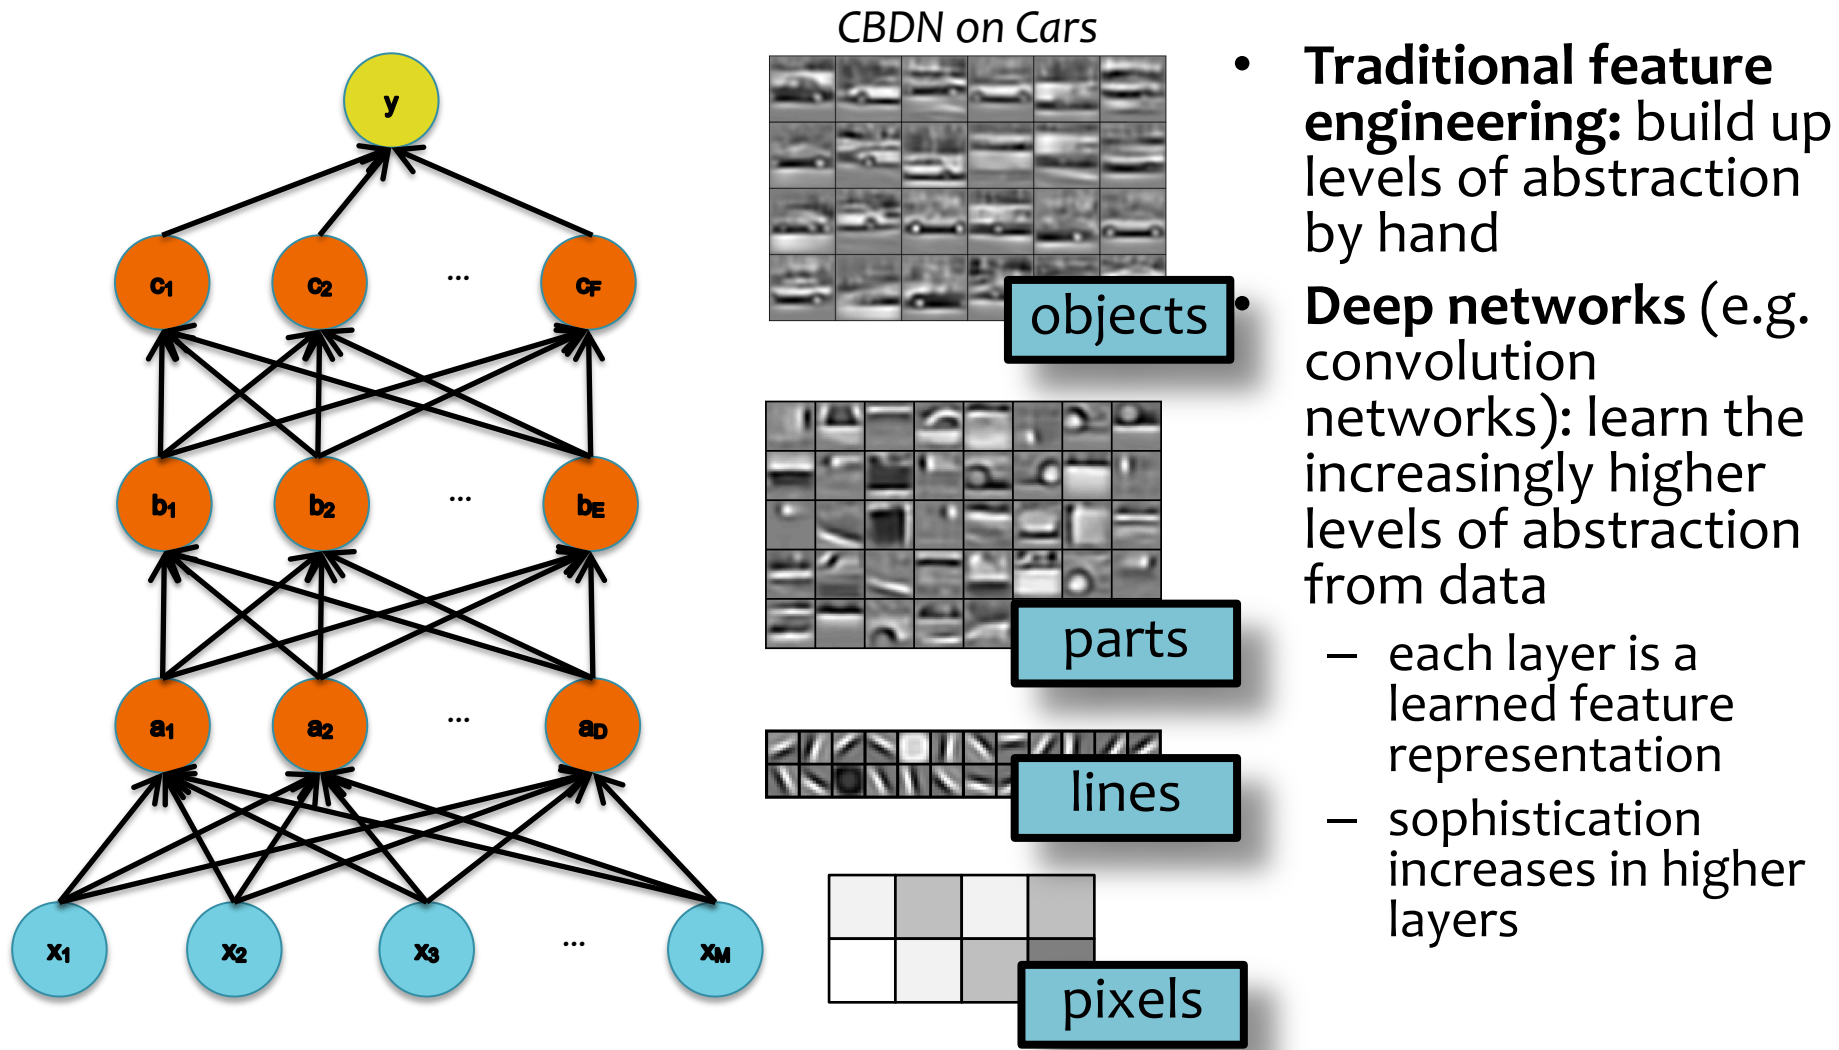 CBDN on Cars
y
c1 c2 ... cF
b1 b2 ... bE
a1 a2 ... aD
x1 x2 x3 ... xM
objects
parts
lines
pixels
• Traditional feature
engineering: build up
levels of abstraction
by hand
• Deep networks (e.g.
convolution
networks): learn the
increasingly higher
levels of abstraction
from data
– each layer is a
learned feature
representation
– sophistication
increases in higher
layers